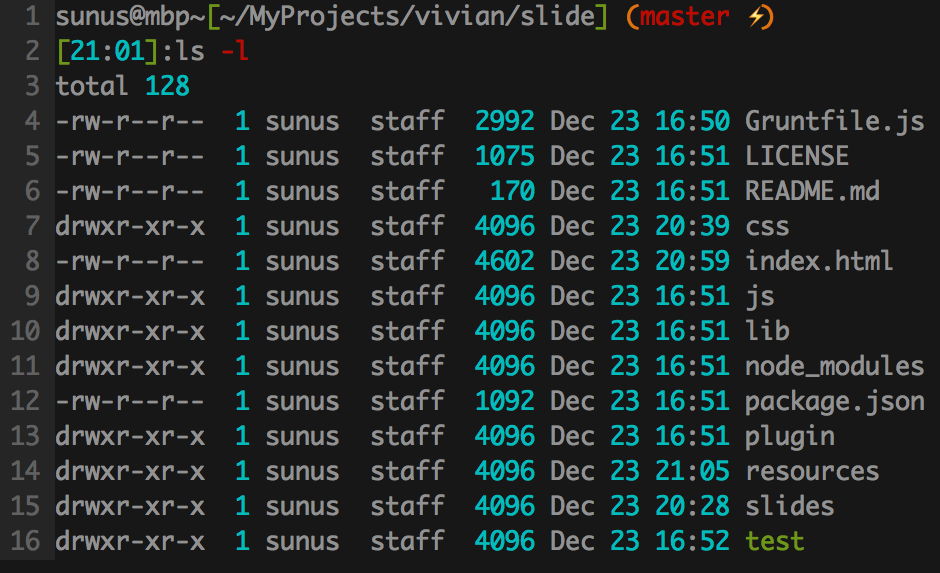 1 sunus@mbp~[~/MyProjects/vivian/slide] (master ⚡)
2 [21:01]:ls -l
3 total 128
4 -rw-r--r--  1 sunus  staff  2992 Dec 23 16:50 Gruntfile.js
5 -rw-r--r--  1 sunus  staff  1075 Dec 23 16:51 LICENSE
6 -rw-r--r--  1 sunus  staff   170 Dec 23 16:51 README.md
7 drwxr-xr-x  1 sunus  staff  4096 Dec 23 20:39 css
8 -rw-r--r--  1 sunus  staff  4602 Dec 23 20:59 index.html
9 drwxr-xr-x  1 sunus  staff  4096 Dec 23 16:51 js
10 drwxr-xr-x  1 sunus  staff  4096 Dec 23 16:51 lib
11 drwxr-xr-x  1 sunus  staff  4096 Dec 23 16:51 node_modules
12 -rw-r--r--  1 sunus  staff  1092 Dec 23 16:51 package.json
13 drwxr-xr-x  1 sunus  staff  4096 Dec 23 16:51 plugin
14 drwxr-xr-x  1 sunus  staff  4096 Dec 23 21:05 resources
15 drwxr-xr-x  1 sunus  staff  4096 Dec 23 20:28 slides
16 drwxr-xr-x  1 sunus  staff  4096 Dec 23 16:52 test